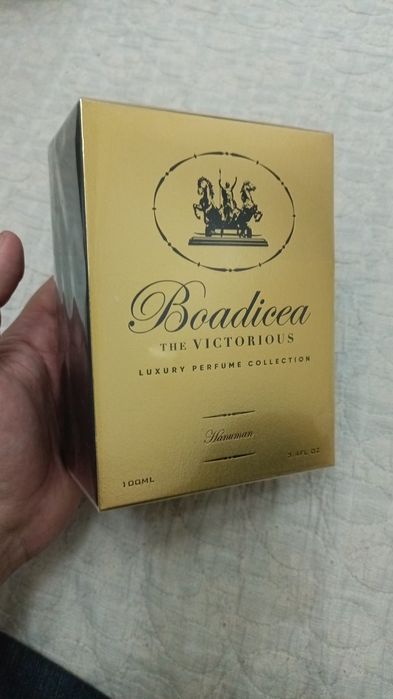 Boadicea
THE VICTORIOUS
LUXURY PERFUME COLLECTION
Hanuman
100ML
3.4FL OZ